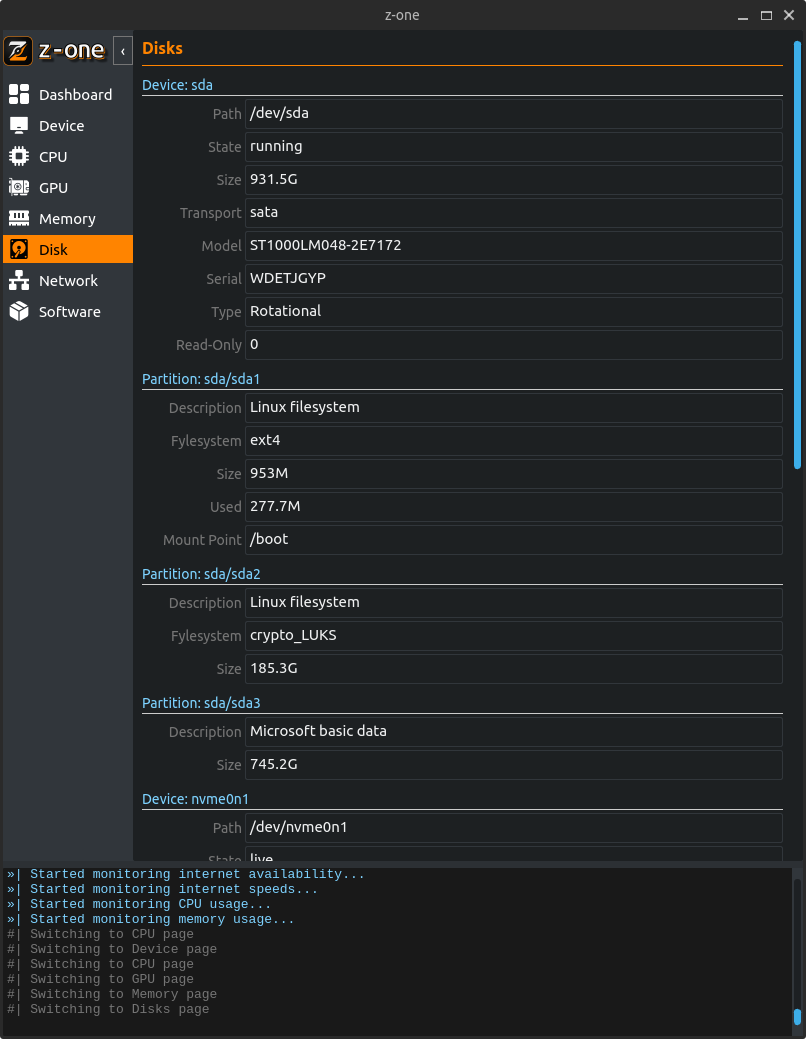 z-one
z-one
‹
Dashboard
Device
CPU
GPU
Memory
Disk
Network
Software
Disks
Device: sda
Path /dev/sda
State running
Size 931.5G
Transport sata
Model ST1000LM048-2E7172
Serial WDETJGYP
Type Rotational
Read-Only 0
Partition: sda/sda1
Description Linux filesystem
Fylesystem ext4
Size 953M
Used 277.7M
Mount Point /boot
Partition: sda/sda2
Description Linux filesystem
Fylesystem crypto_LUKS
Size 185.3G
Partition: sda/sda3
Description Microsoft basic data
Size 745.2G
Device: nvme0n1
Path /dev/nvme0n1
State live
»| Started monitoring internet availability...
»| Started monitoring internet speeds...
»| Started monitoring CPU usage...
»| Started monitoring memory usage...
#| Switching to CPU page
#| Switching to Device page
#| Switching to CPU page
#| Switching to GPU page
#| Switching to Memory page
#| Switching to Disks page